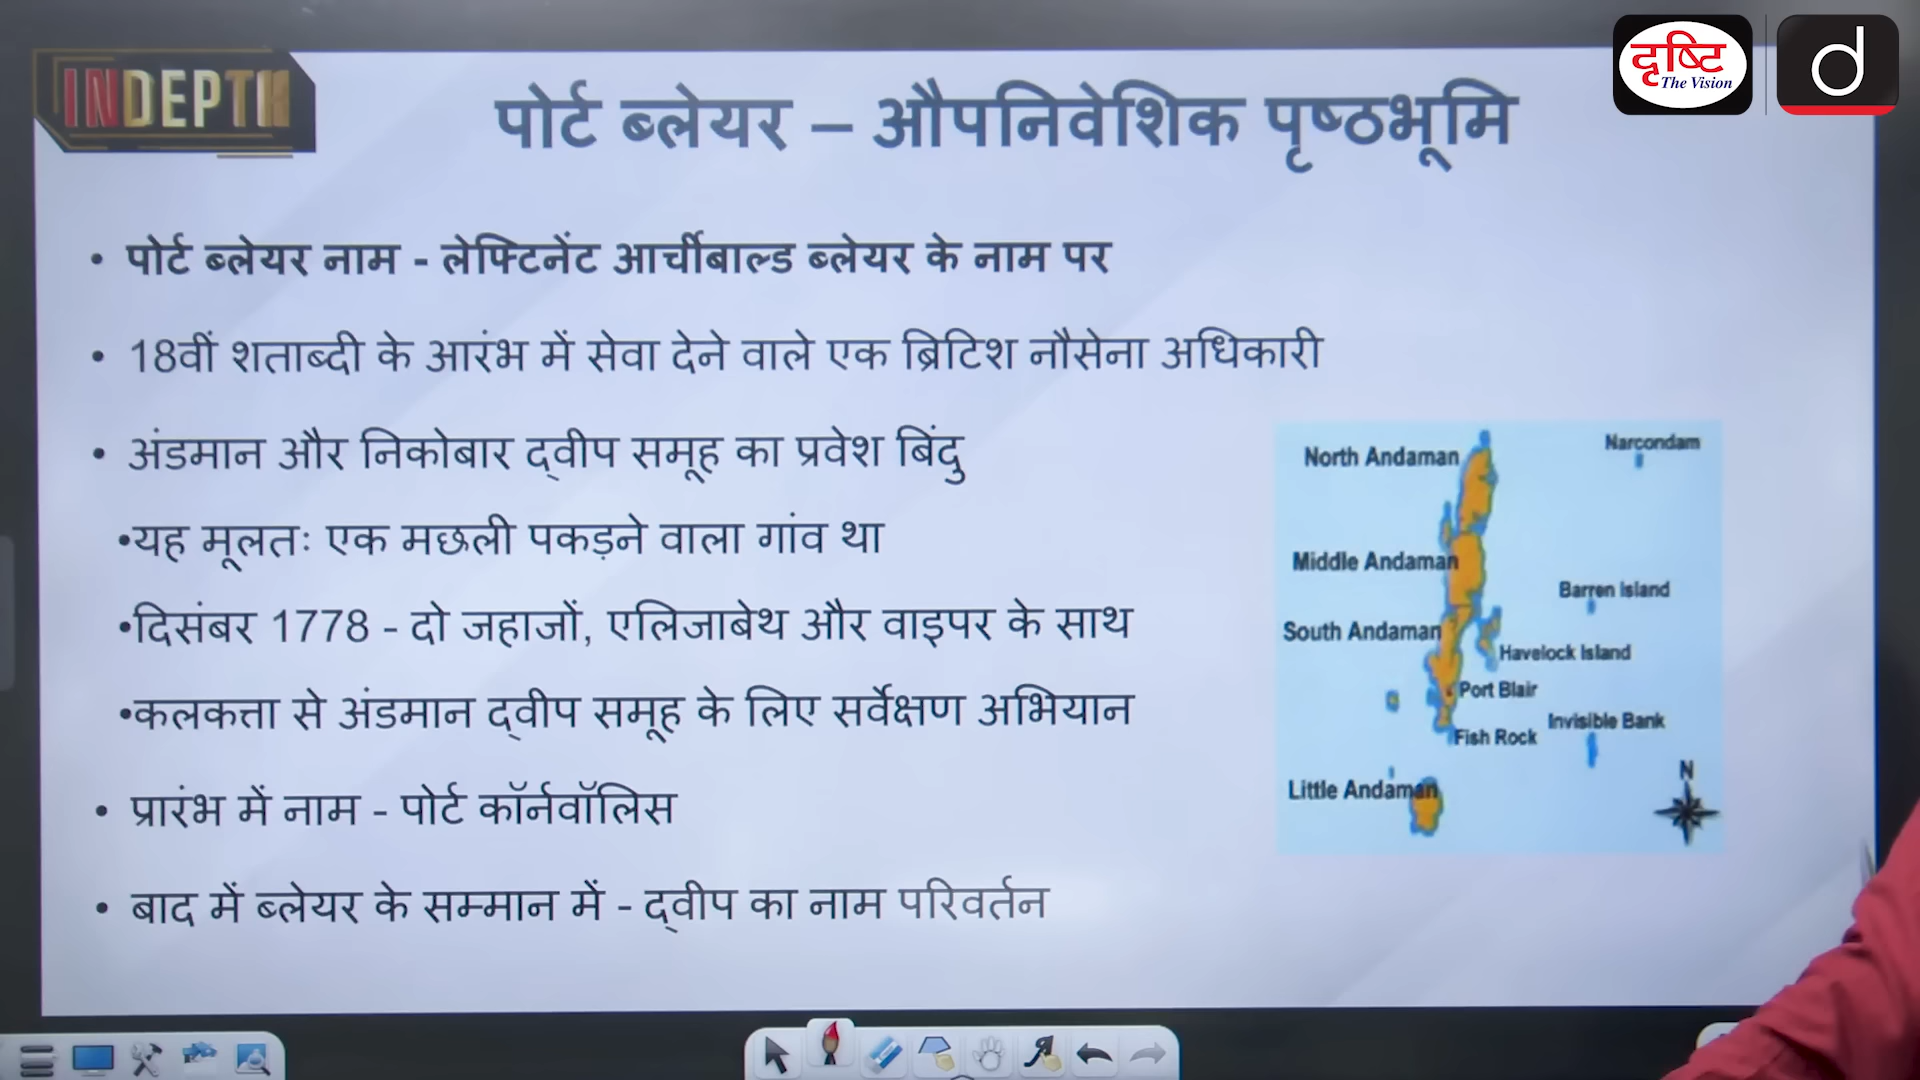 INDEPTH
दृष्टि
The Vision
d
पोर्ट ब्लेयर – औपनिवेशिक पृष्ठभूमि
• पोर्ट ब्लेयर नाम - लेफ्टिनेंट आर्चीबाल्ड ब्लेयर के नाम पर
• 18वीं शताब्दी के आरंभ में सेवा देने वाले एक ब्रिटिश नौसेना अधिकारी
• अंडमान और निकोबार द्वीप समूह का प्रवेश बिंदु
•यह मूलतः एक मछली पकड़ने वाला गांव था
•दिसंबर 1778 - दो जहाजों, एलिजाबेथ और वाइपर के साथ
•कलकत्ता से अंडमान द्वीप समूह के लिए सर्वेक्षण अभियान
• प्रारंभ में नाम - पोर्ट कॉर्नवॉलिस
• बाद में ब्लेयर के सम्मान में - द्वीप का नाम परिवर्तन
North Andaman
Narcondam
Middle Andaman
Barren Island
South Andaman
Havelock Island
Port Blair
Invisible Bank
Fish Rock
N
Little Andaman